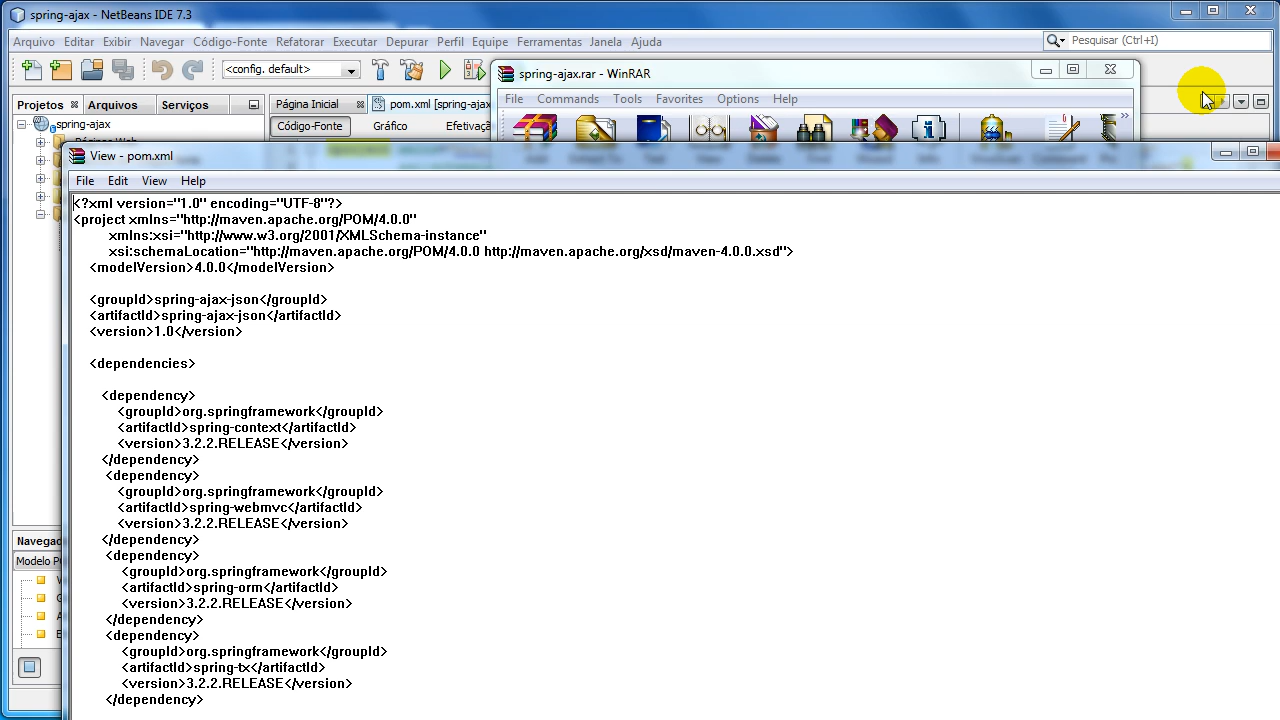 spring-ajax - NetBeans IDE 7.3
Arquivo Editar Exibir Navegar Código-Fonte Refatorar Executar Depurar Perfil Equipe Ferramentas Janela Ajuda
Pesquisar (Ctrl+I)
<config. default>
spring-ajax.rar - WinRAR
File Commands Tools Favorites Options Help
Projetos Arquivos Serviços
Página Inicial pom.xml [spring-ajax
Código-Fonte Gráfico Efetivaçã
spring-ajax
View - pom.xml
File Edit View Help
<?xml version="1.0" encoding="UTF-8"?>
<project xmlns="http://maven.apache.org/POM/4.0.0"
xmlns:xsi="http://www.w3.org/2001/XMLSchema-instance"
xsi:schemaLocation="http://maven.apache.org/POM/4.0.0 http://maven.apache.org/xsd/maven-4.0.0.xsd">
<modelVersion>4.0.0</modelVersion>
<groupId>spring-ajax-json</groupId>
<artifactId>spring-ajax-json</artifactId>
<version>1.0</version>
<dependencies>
<dependency>
<groupId>org.springframework</groupId>
<artifactId>spring-context</artifactId>
<version>3.2.2.RELEASE</version>
</dependency>
<dependency>
<groupId>org.springframework</groupId>
<artifactId>spring-webmvc</artifactId>
<version>3.2.2.RELEASE</version>
</dependency>
<dependency>
<groupId>org.springframework</groupId>
<artifactId>spring-orm</artifactId>
<version>3.2.2.RELEASE</version>
</dependency>
<dependency>
<groupId>org.springframework</groupId>
<artifactId>spring-tx</artifactId>
<version>3.2.2.RELEASE</version>
</dependency>
Navegad
Modelo P